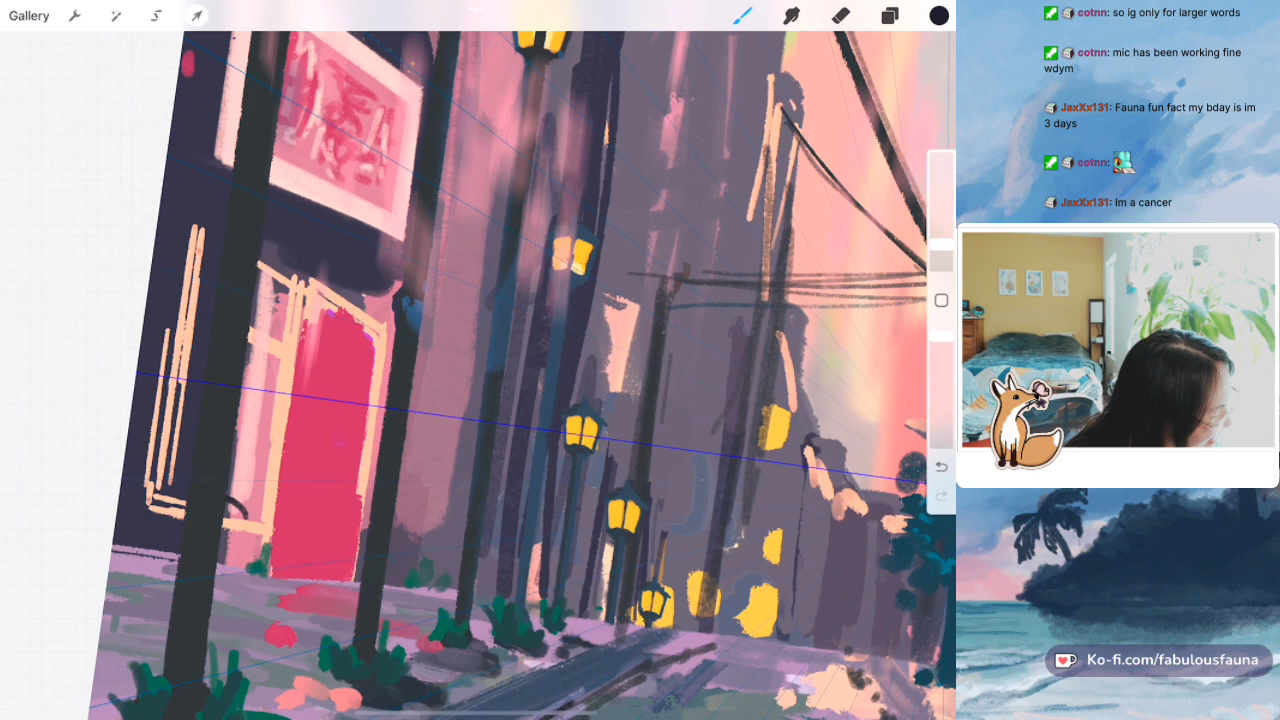 Gallery
cotnn: so ig only for larger words
cotnn: mic has been working fine
wdym
JaxXx131: Fauna fun fact my bday is im
3 days
cotnn:
JaxXx131: Im a cancer
Ko-fi.com/fabulousfauna